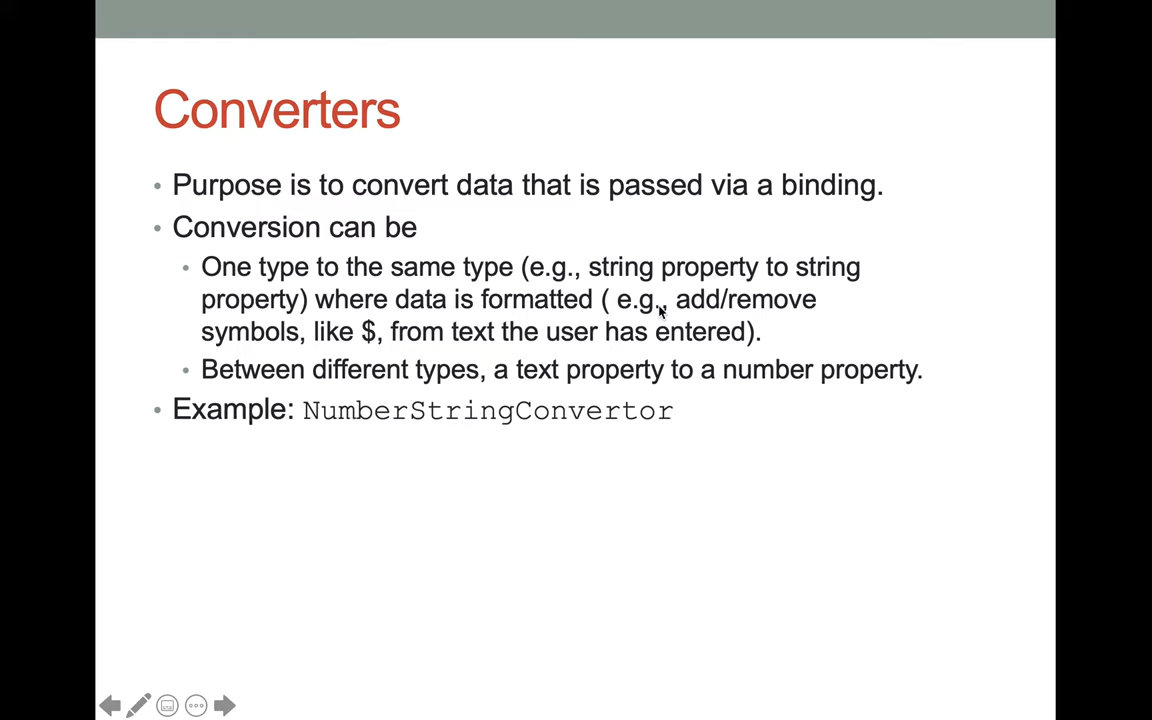 Converters
• Purpose is to convert data that is passed via a binding.
• Conversion can be
• One type to the same type (e.g., string property to string
property) where data is formatted ( e.g., add/remove
symbols, like $, from text the user has entered).
• Between different types, a text property to a number property.
• Example: NumberStringConvertor